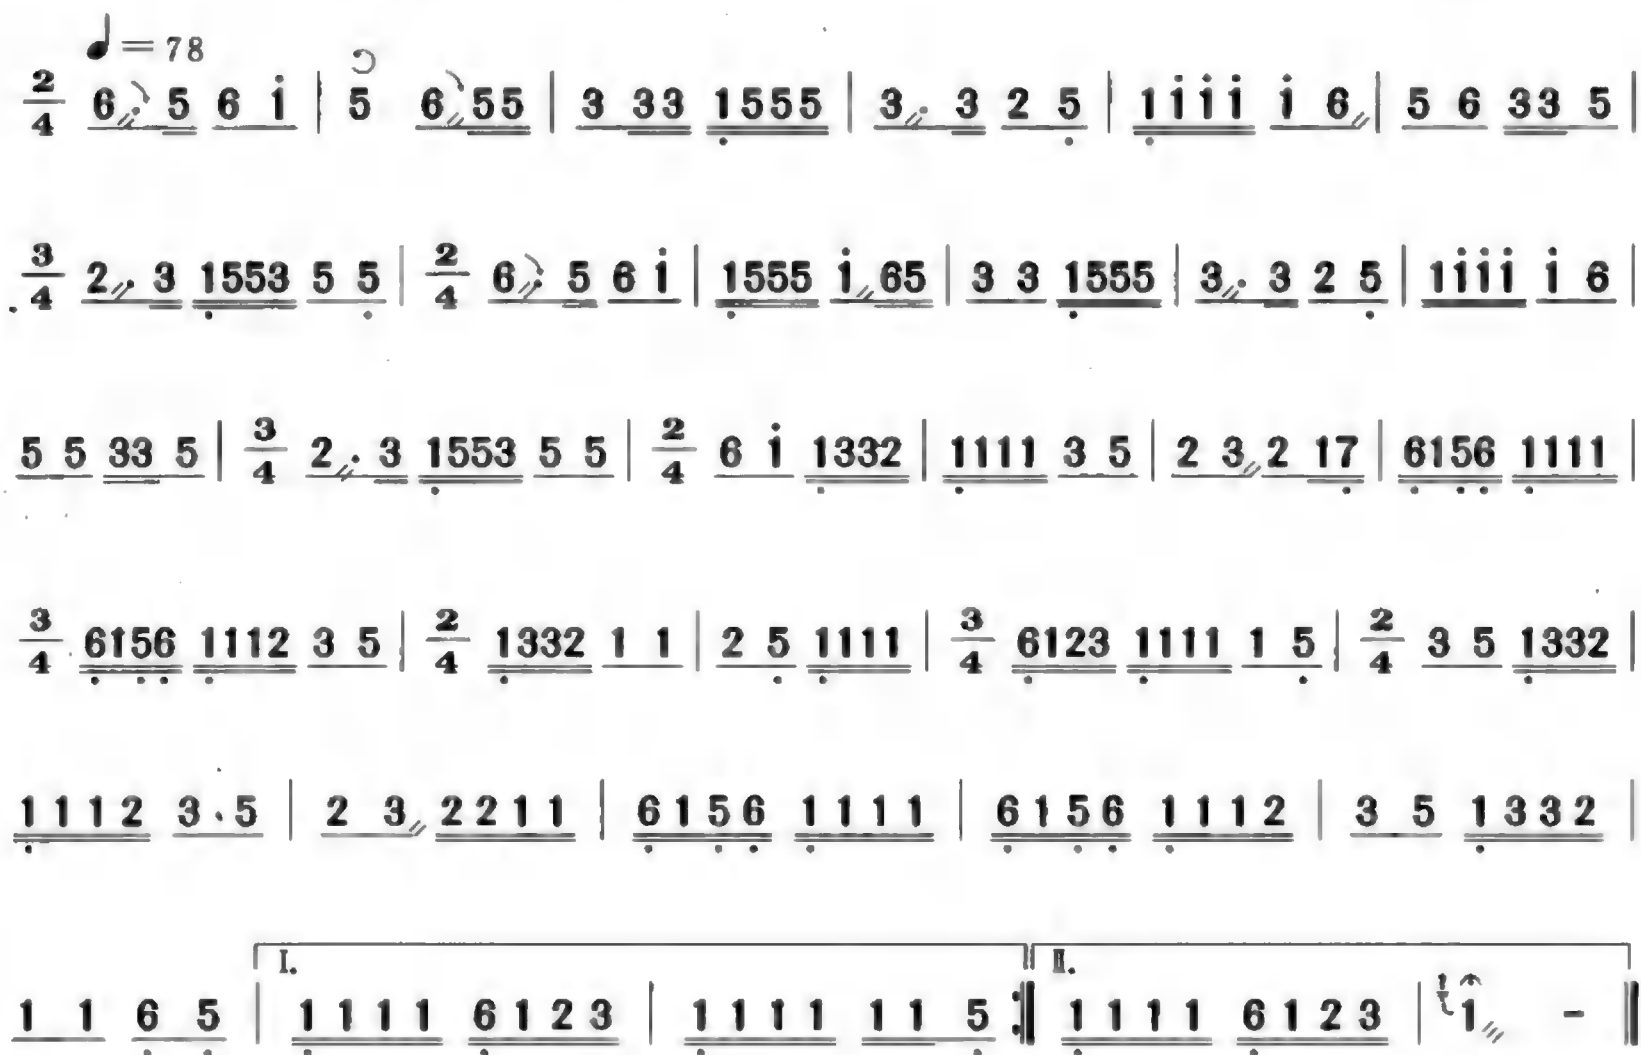 ♩= 78
2/4 6. 5 6 i | 5 6 55 | 3 33 1555 | 3. 3 2 5 | 1iii i 6 | 5 6 33 5 |
3/4 2. 3 1553 5 5 | 2/4 6. 5 6 i | 1555 i 65 | 3 3 1555 | 3. 3 2 5 | 1iii i 6 |
5 5 33 5 | 3/4 2. 3 1553 5 5 | 2/4 6 i 1332 | 1111 3 5 | 2 3 2 17 | 6156 1111 |
3/4 6156 1112 3 5 | 2/4 1332 1 1 | 2 5 1111 | 3/4 6123 1111 1 5 | 2/4 3 5 1332 |
1112 3.5 | 2 3 2211 | 6156 1111 | 6156 1112 | 3 5 1332 |
I. II.
1 1 6 5 | 1111 6123 | 1111 11 5 :| 1111 6123 | 1 - ‖